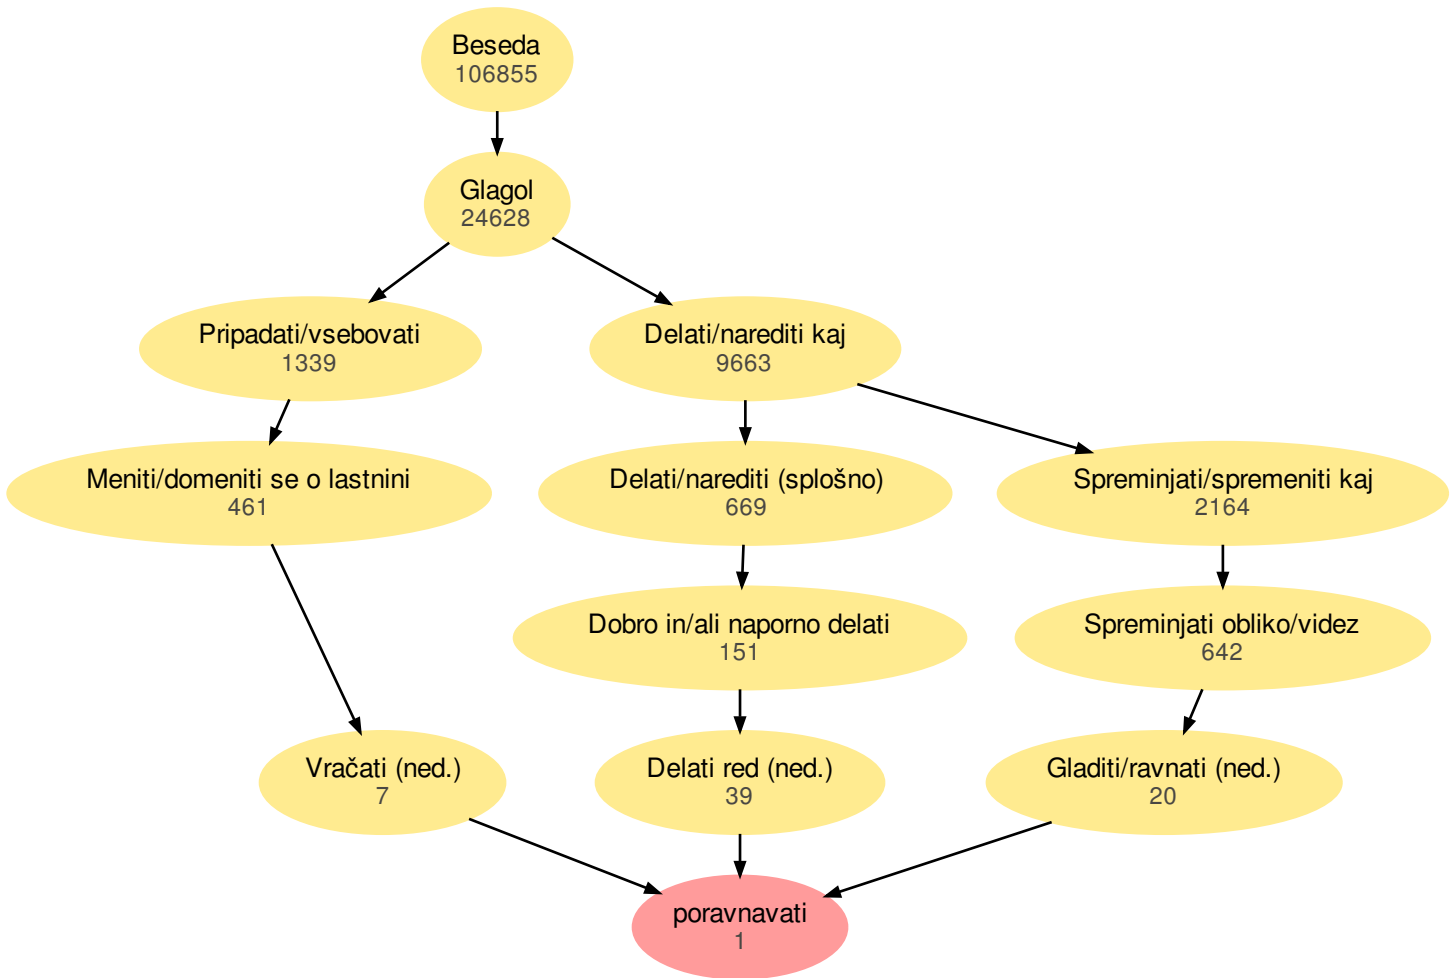 Beseda
106855
Glagol
24628
Pripadati/vsebovati
1339
Delati/narediti kaj
9663
Meniti/domeniti se o lastnini
461
Delati/narediti (splošno)
669
Spreminjati/spremeniti kaj
2164
Dobro in/ali naporno delati
151
Spreminjati obliko/videz
642
Vračati (ned.)
7
Delati red (ned.)
39
Gladiti/ravnati (ned.)
20
poravnavati
1